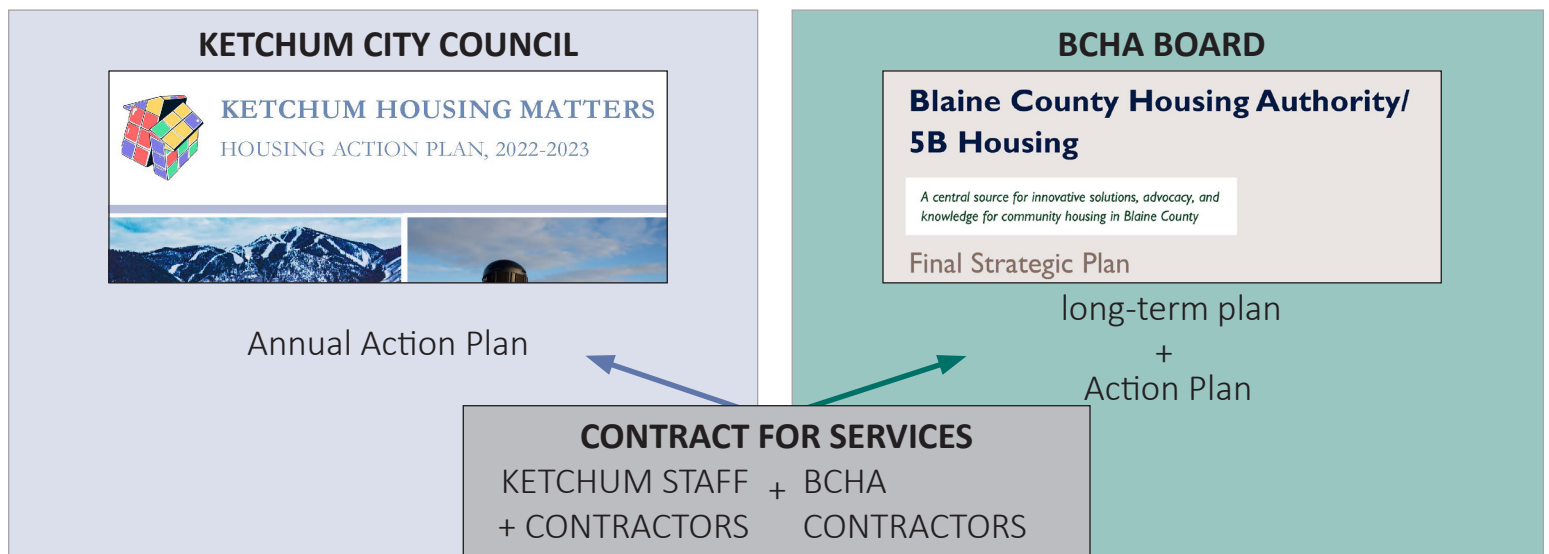 KETCHUM CITY COUNCIL
KETCHUM HOUSING MATTERS
HOUSING ACTION PLAN, 2022-2023
Annual Action Plan
BCHA BOARD
Blaine County Housing Authority/
5B Housing
A central source for innovative solutions, advocacy, and
knowledge for community housing in Blaine County
Final Strategic Plan
long-term plan
+
Action Plan
CONTRACT FOR SERVICES
KETCHUM STAFF + BCHA
+ CONTRACTORS CONTRACTORS